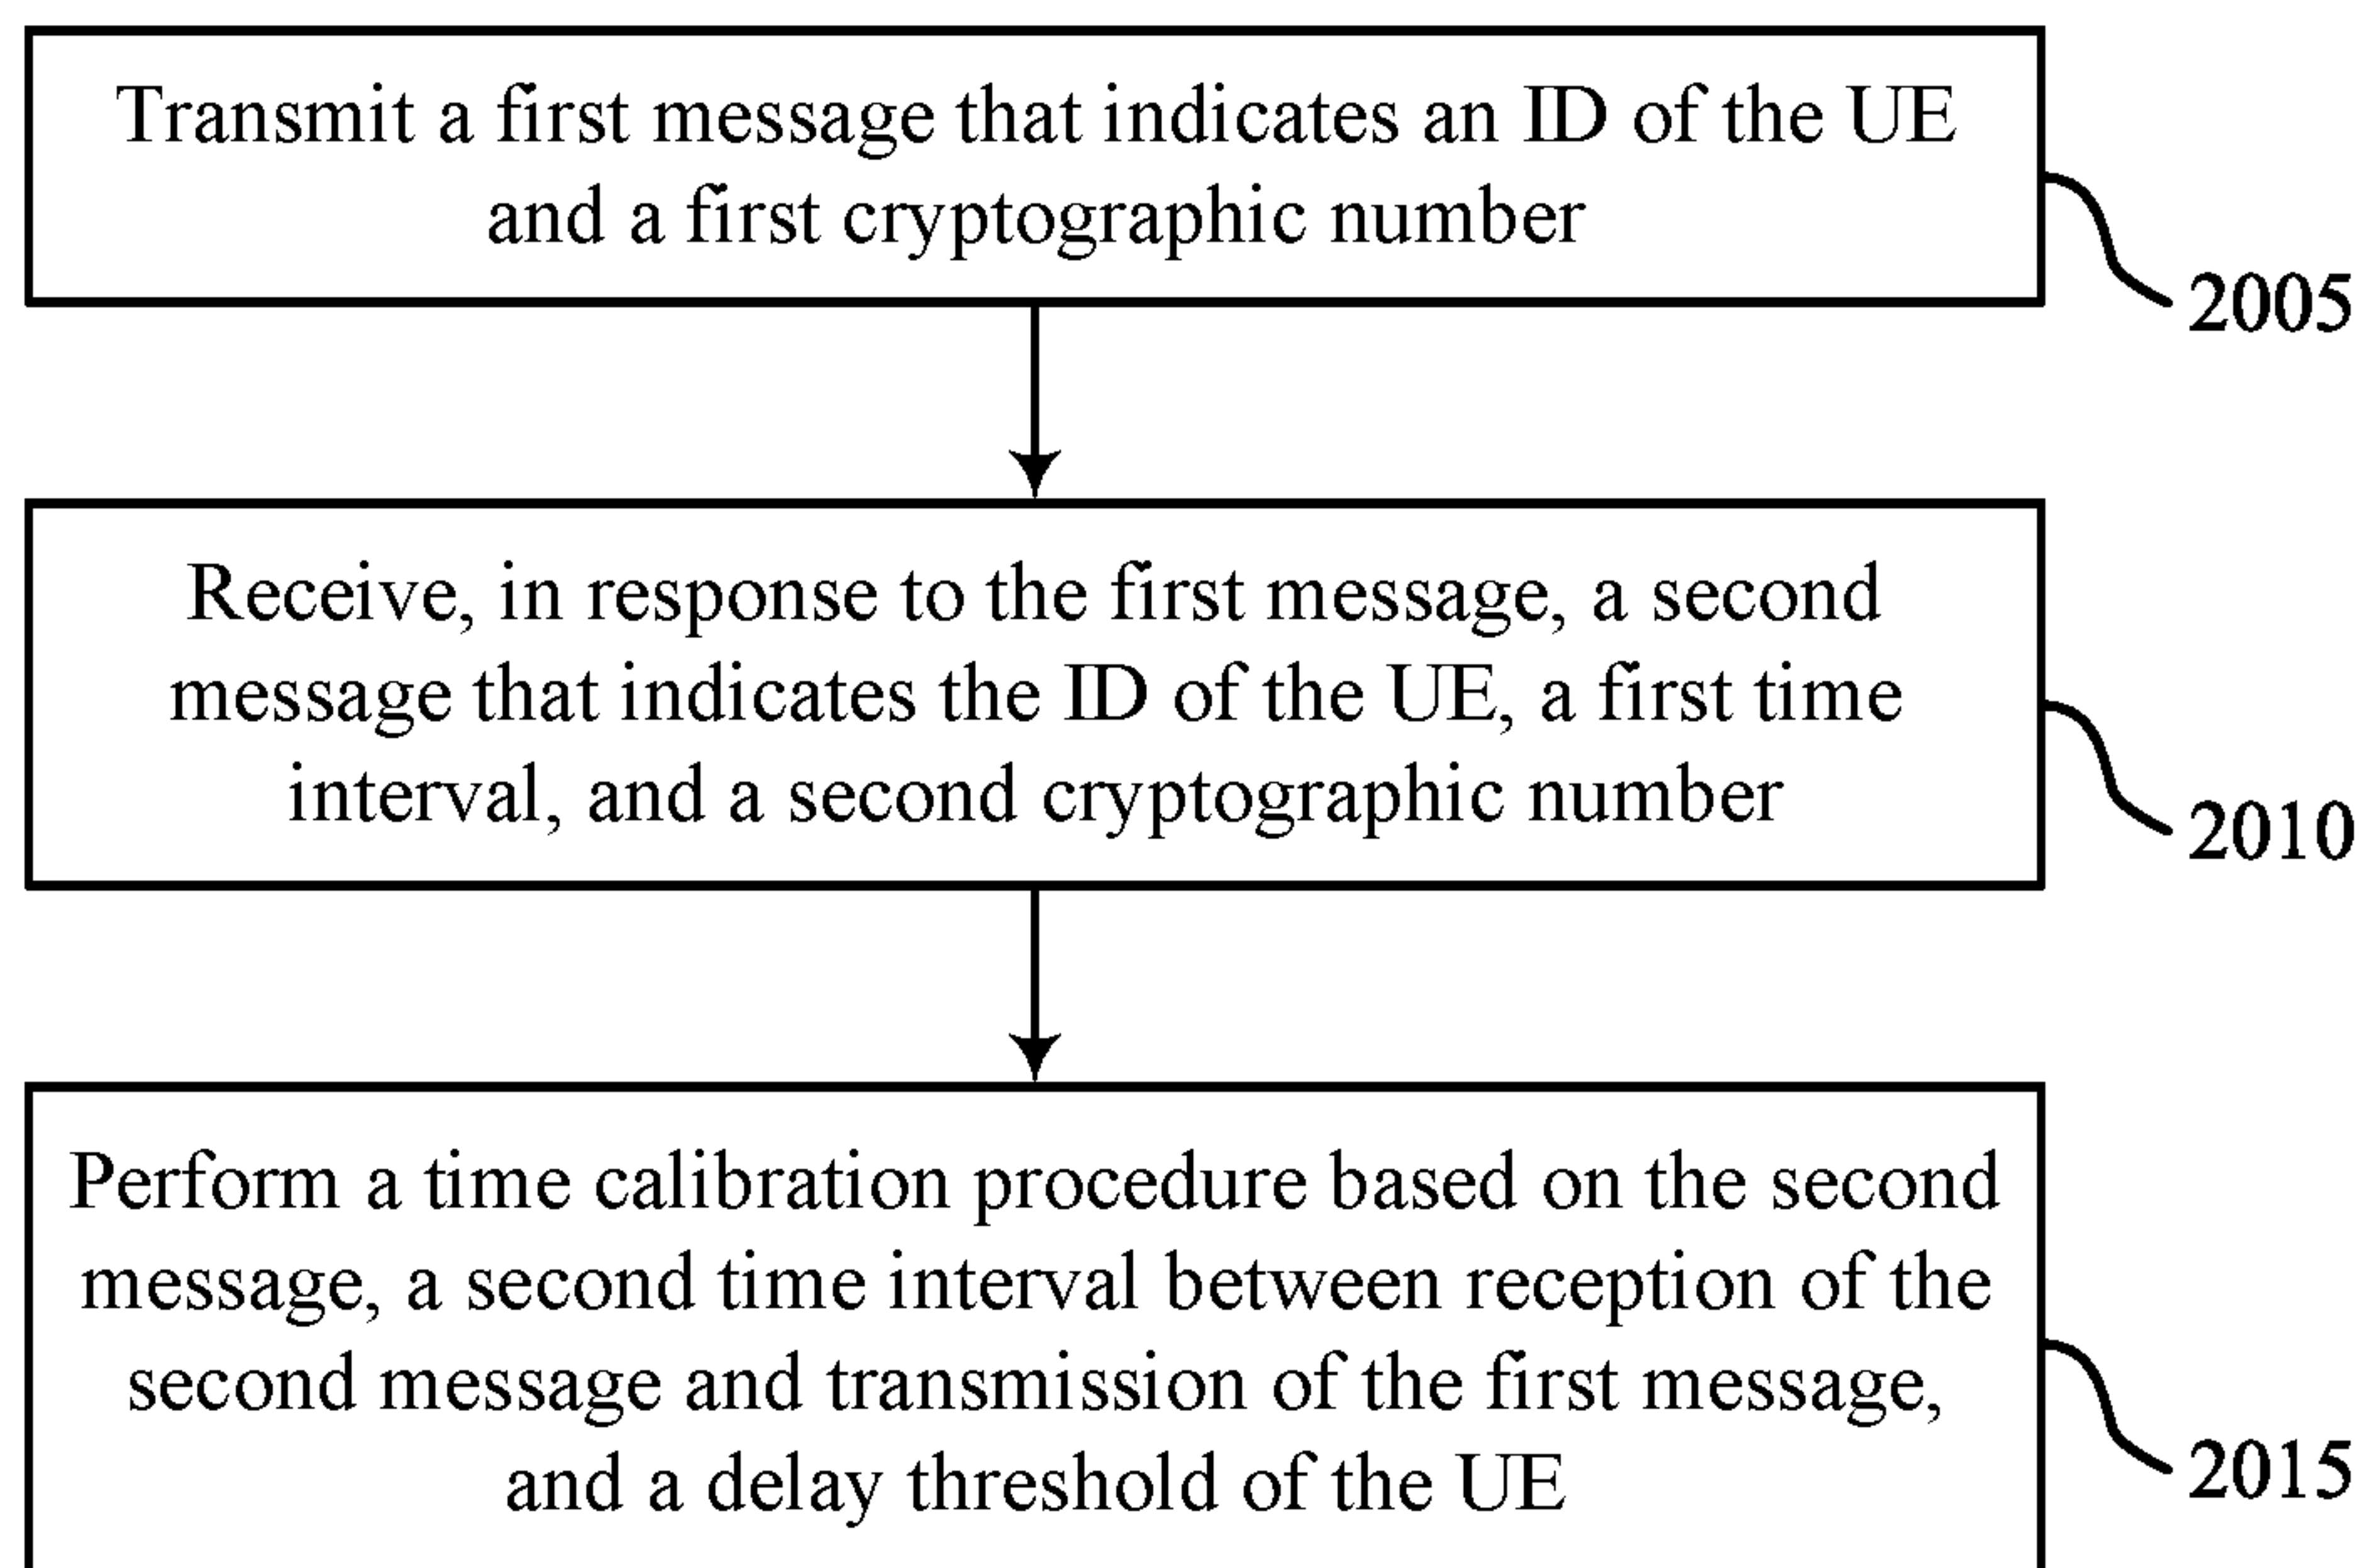 Transmit a first message that indicates an ID of the UE
and a first cryptographic number
2005
Receive, in response to the first message, a second
message that indicates the ID of the UE, a first time
interval, and a second cryptographic number
2010
Perform a time calibration procedure based on the second
message, a second time interval between reception of the
second message and transmission of the first message,
and a delay threshold of the UE
2015